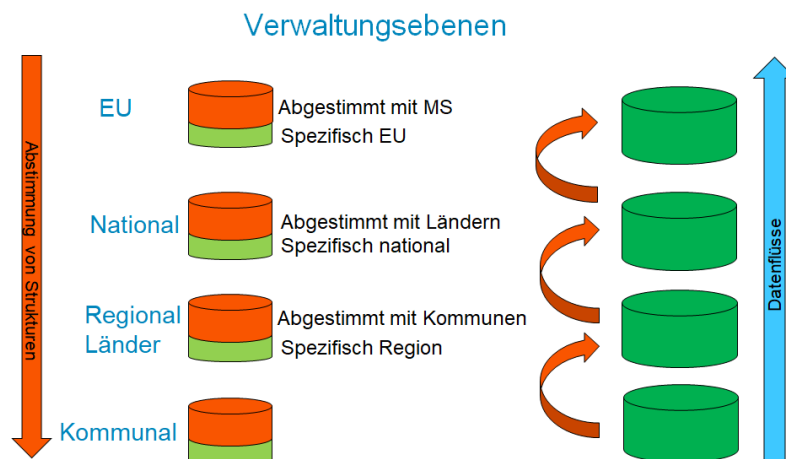 Verwaltungsebenen
Abstimmung von Strukturen
EU
Abgestimmt mit MS
Spezifisch EU
National
Abgestimmt mit Ländern
Spezifisch national
Regional
Länder
Abgestimmt mit Kommunen
Spezifisch Region
Kommunal
Datenflüsse